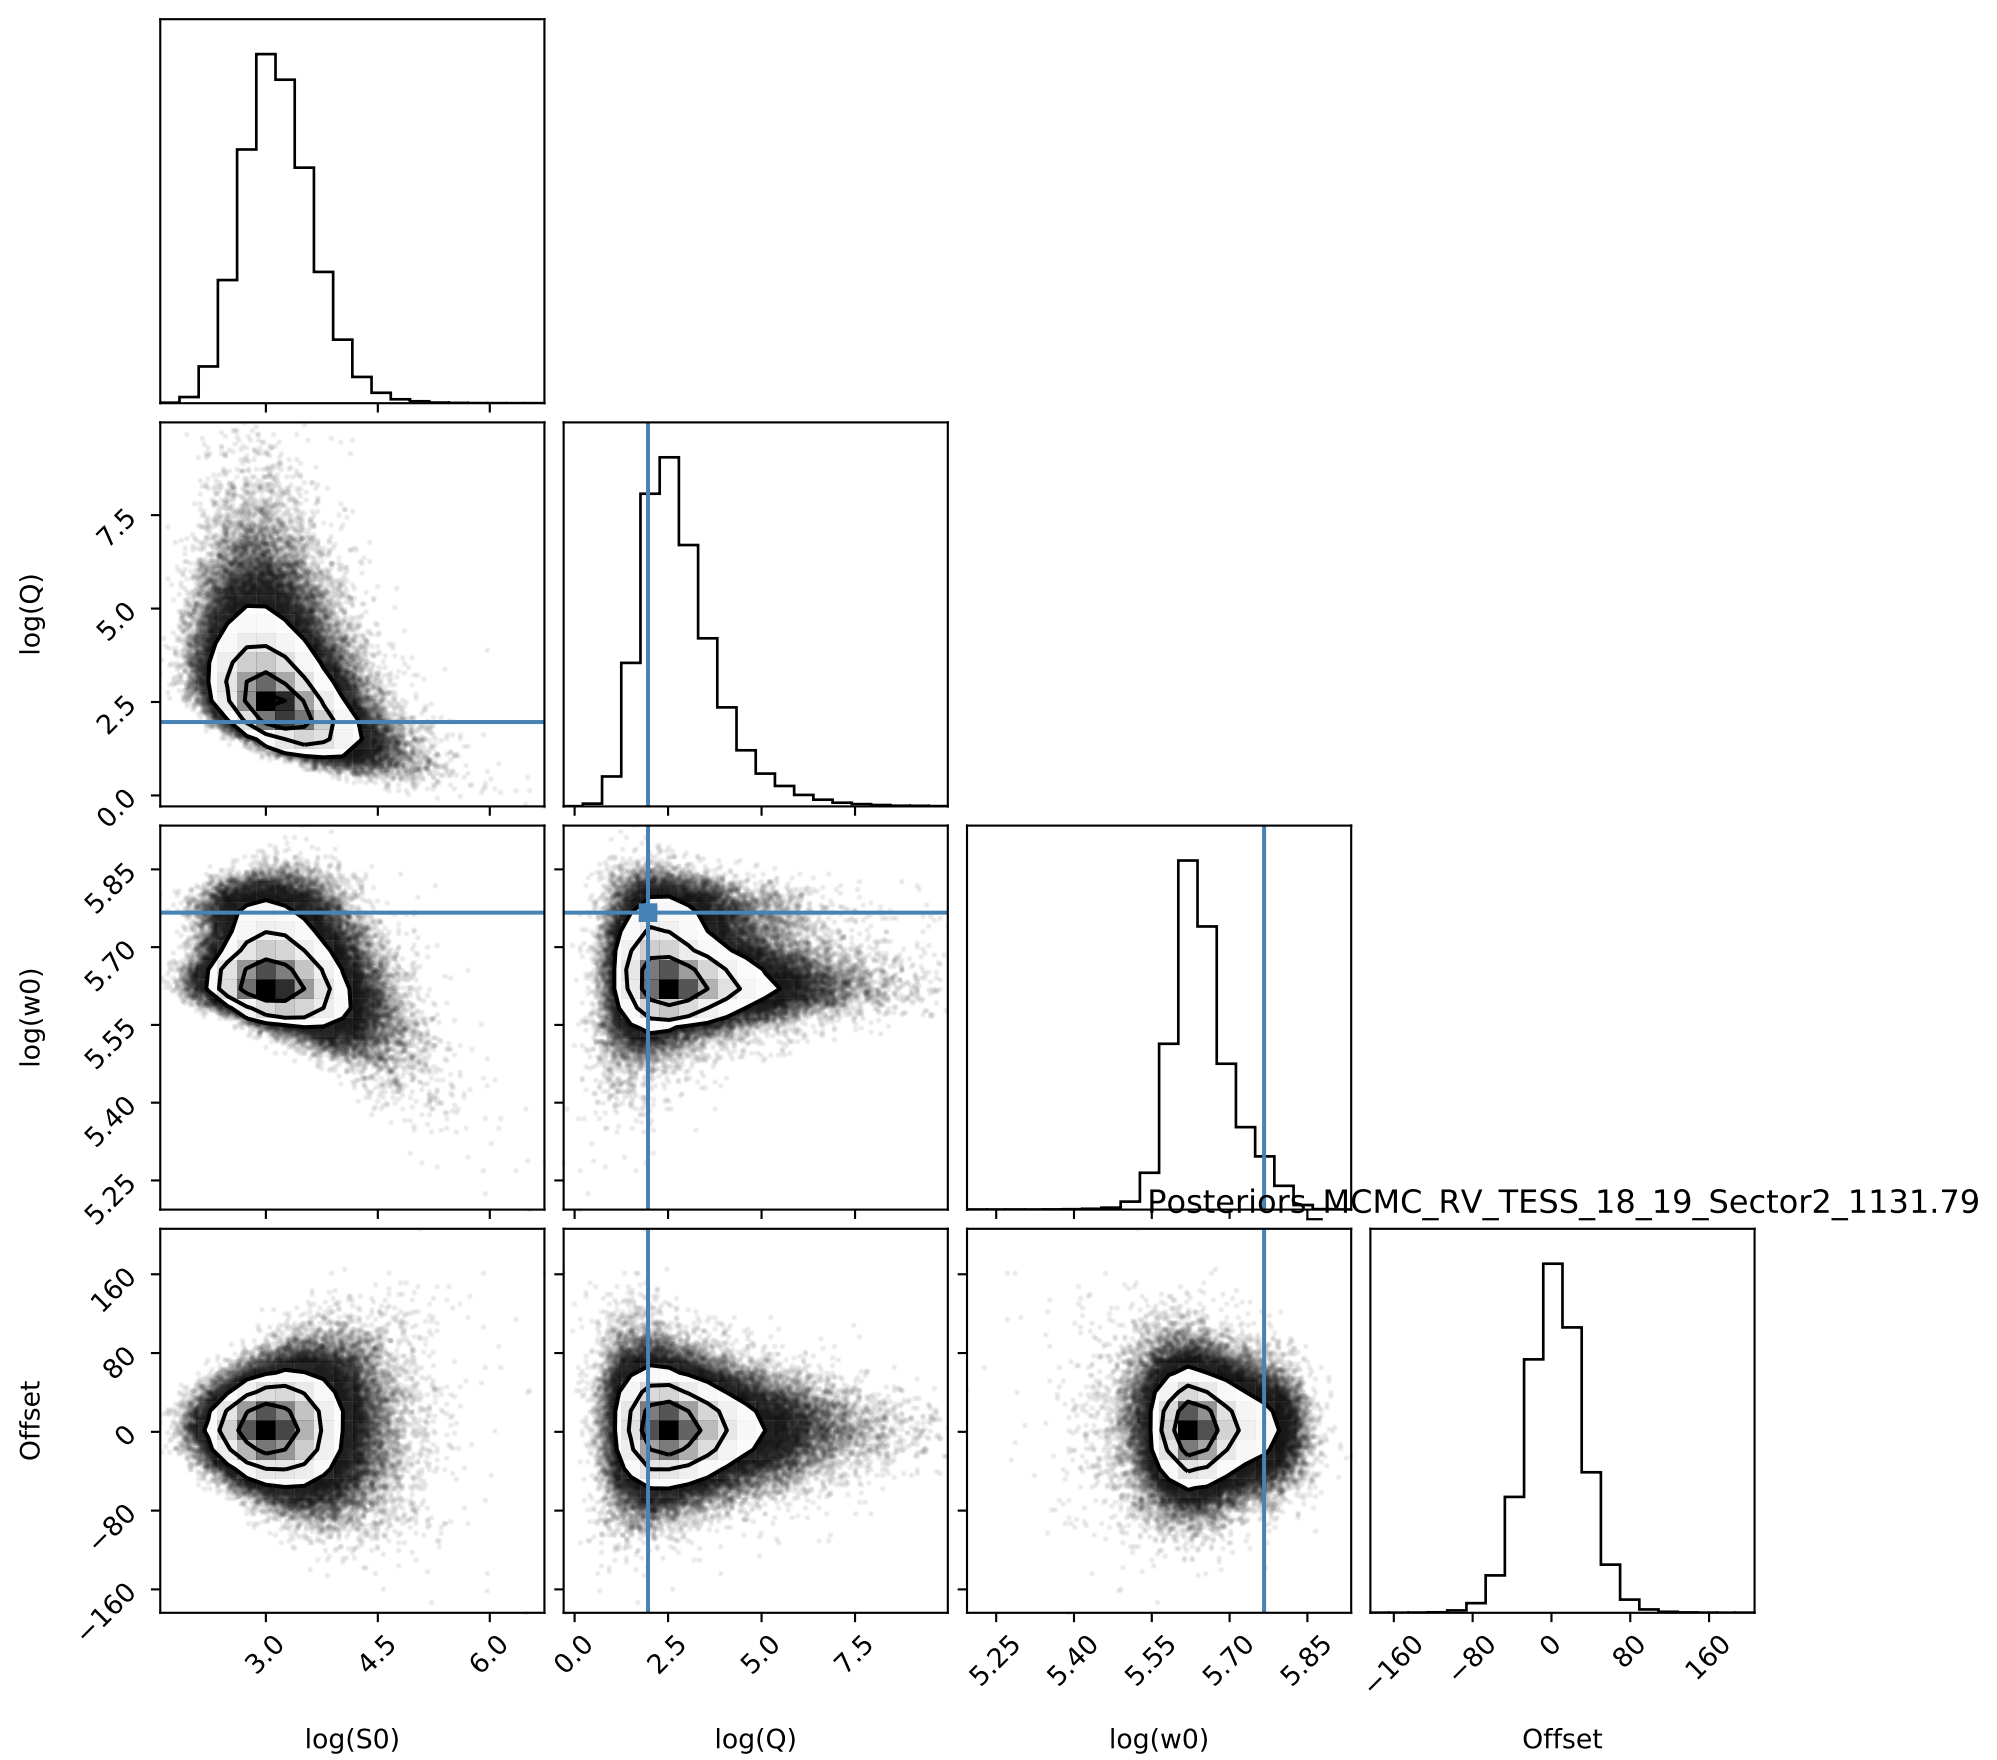 7.5
5.0
2.5
0.0
log(Q)
5.85
5.70
5.55
5.40
5.25
log(w0)
Posteriors_MCMC_RV_TESS_18_19_Sector2_1131.79
160
80
0
−80
−160
Offset
3.0 4.5 6.0 0.0 2.5 5.0 7.5 5.25 5.40 5.55 5.70 5.85 −160 −80 0 80 160
log(S0) log(Q) log(w0) Offset